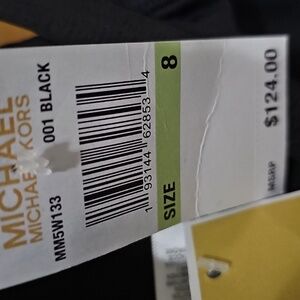 MICHAEL
MICHAEL KORS
MM5W133
001 BLACK
1 93144 62853 4
SIZE 8
MSRP $124.00